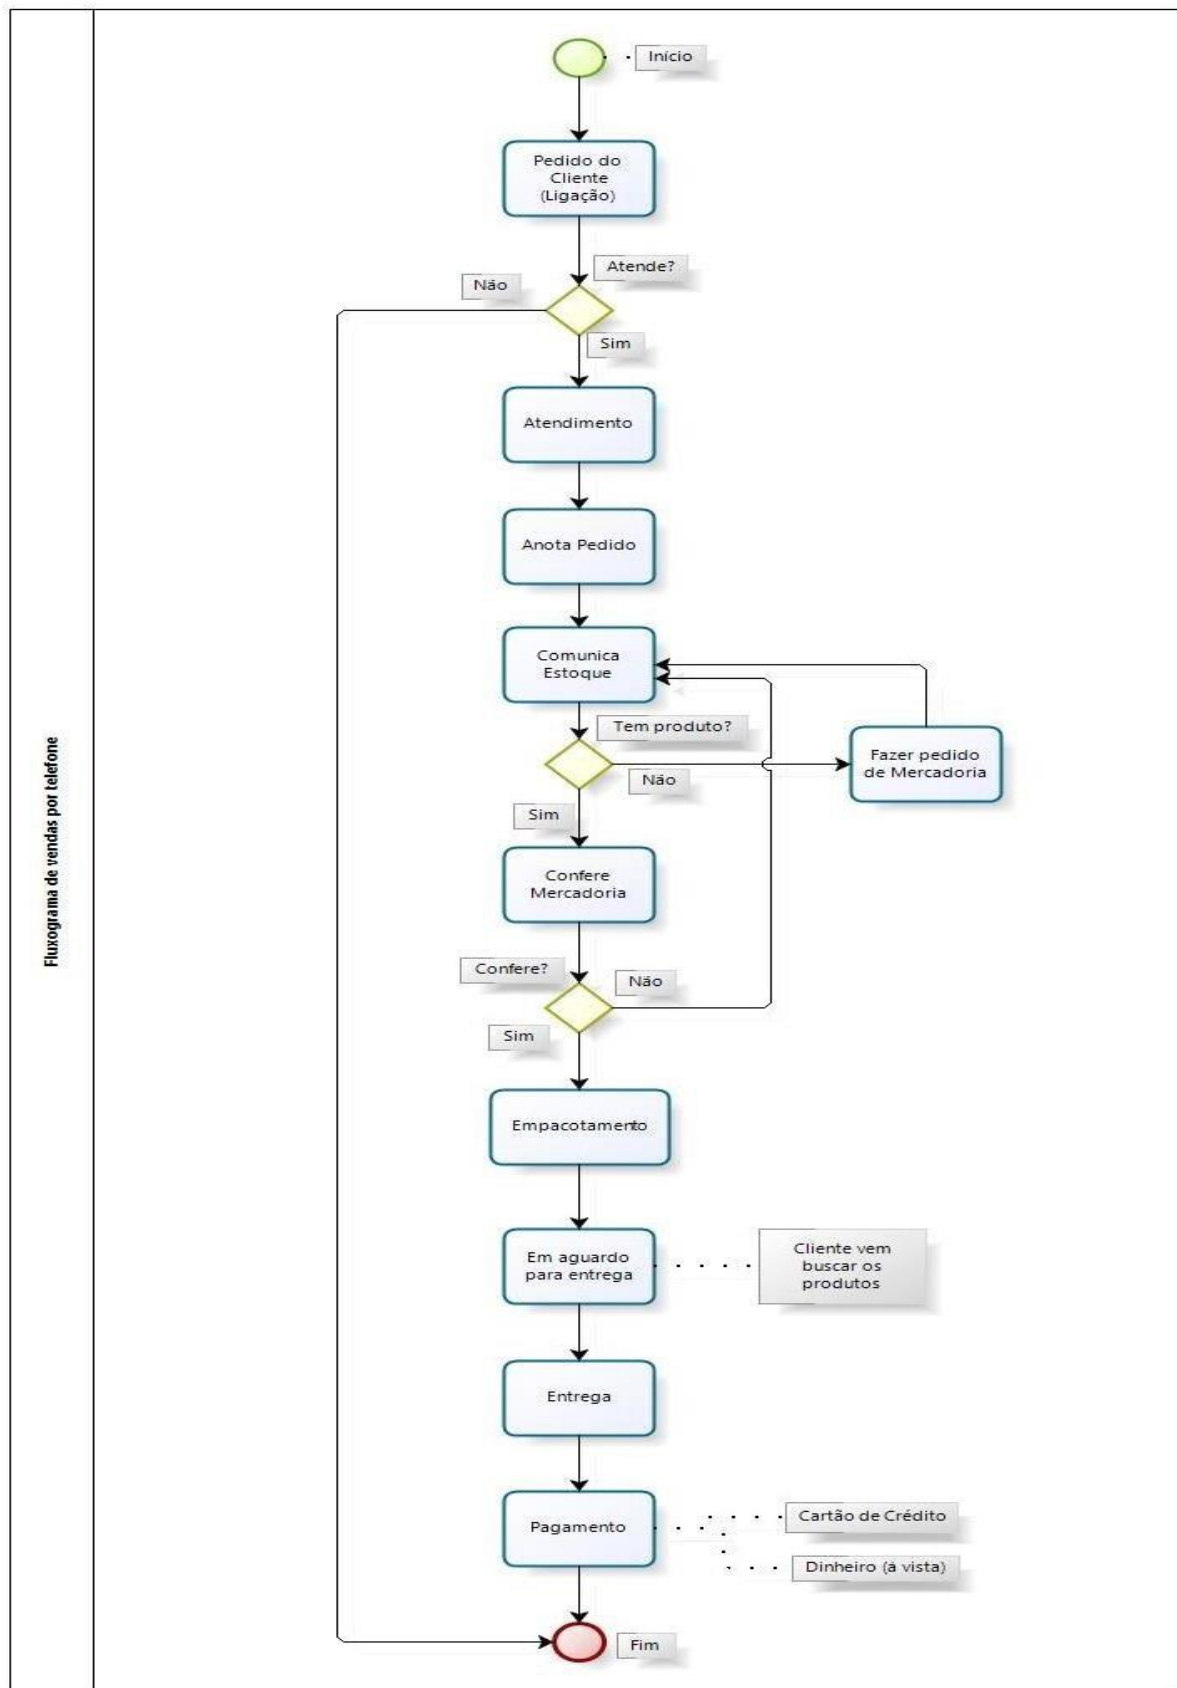 Fluxograma de vendas por telefone
Início
Pedido do
Cliente
(Ligação)
Atende?
Não
Sim
Atendimento
Anota Pedido
Comunica
Estoque
Tem produto?
Fazer pedido
de Mercadoria
Não
Sim
Confere
Mercadoria
Confere?
Não
Sim
Empacotamento
Em aguardo
para entrega
Cliente vem
buscar os
produtos
Entrega
Pagamento
Cartão de Crédito
Dinheiro (à vista)
Fim